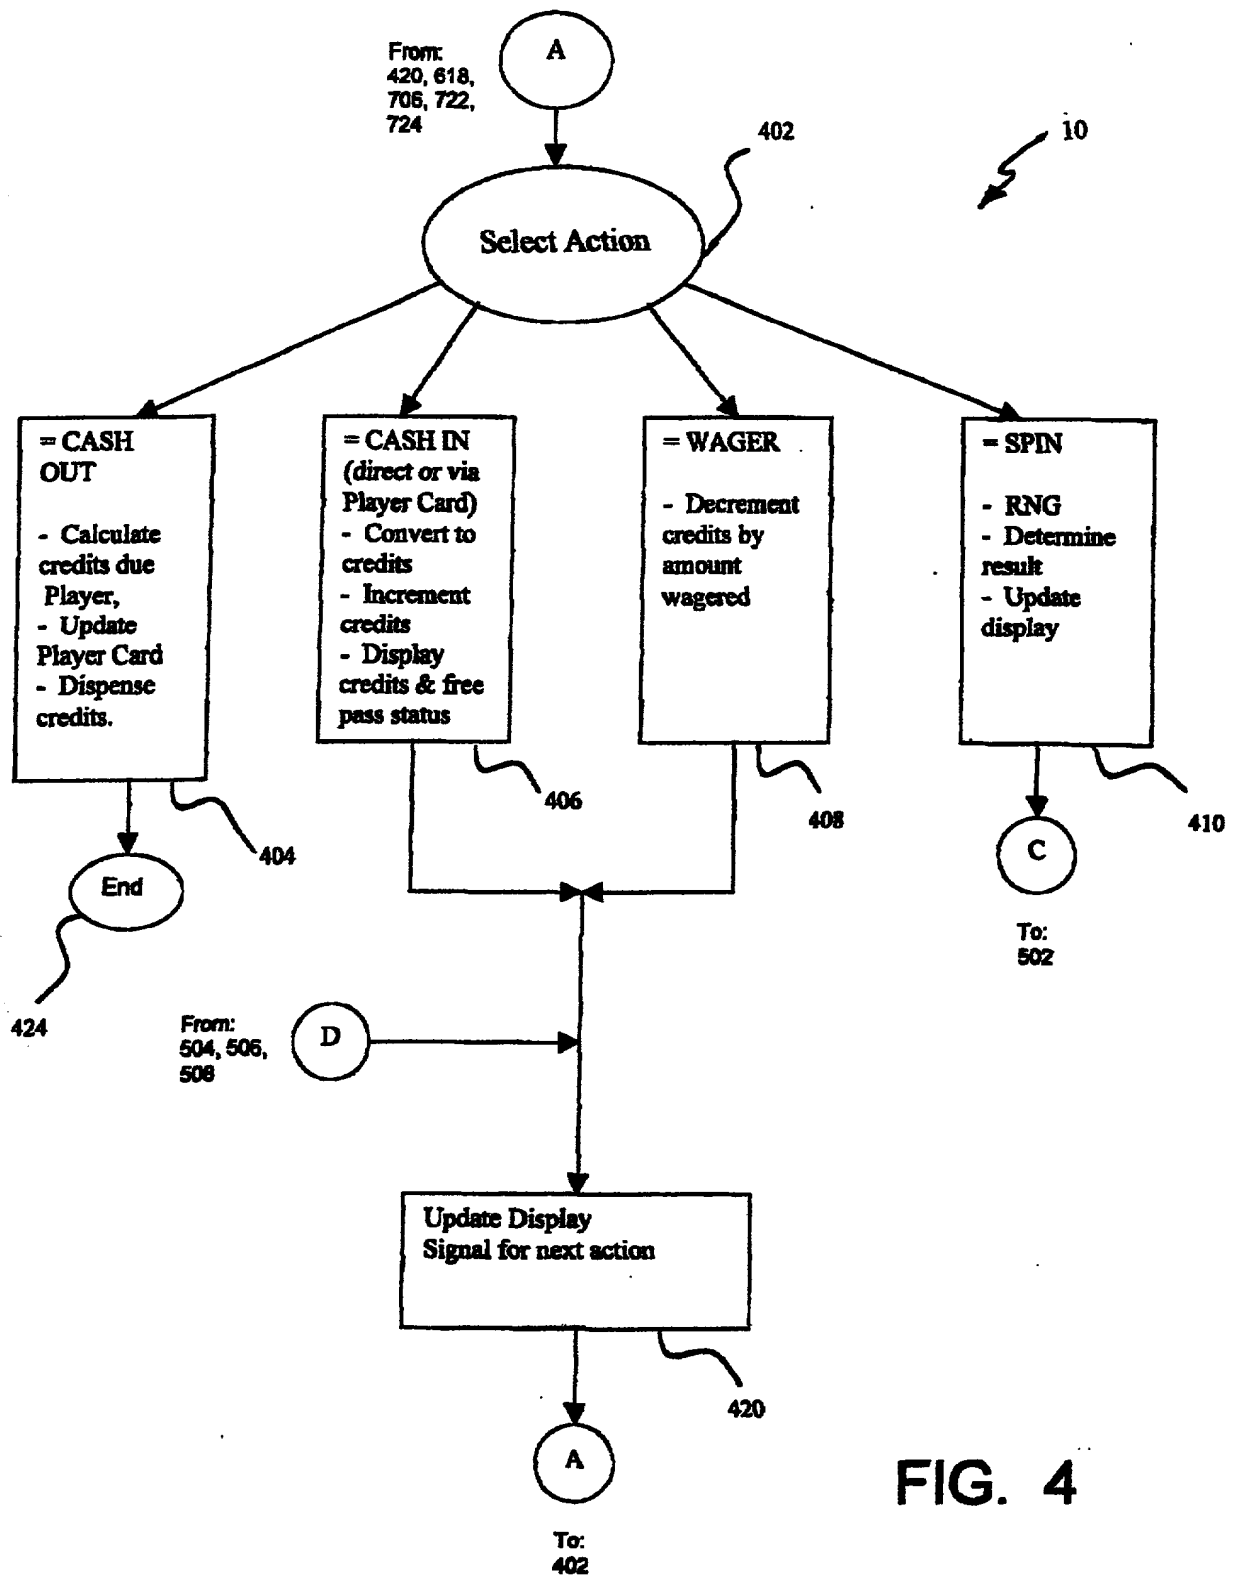 A
From:
420, 618,
706, 722,
724
402
10
Select Action
= CASH
OUT
- Calculate
credits due
Player,
- Update
Player Card
- Dispense
credits.
= CASH IN
(direct or via
Player Card)
- Convert to
credits
- Increment
credits
- Display
credits & free
pass status
= WAGER
- Decrement
credits by
amount
wagered
= SPIN
- RNG
- Determine
result
- Update
display
404
406
408
410
End
424
C
To:
502
From:
504, 506,
508
D
Update Display
Signal for next action
420
A
To:
402
FIG. 4